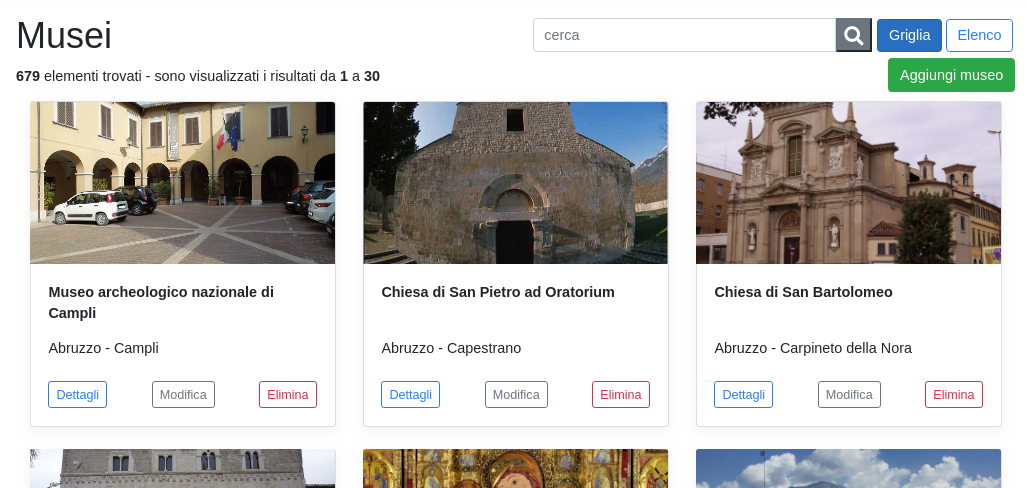 Musei
cerca
Griglia
Elenco
679 elementi trovati - sono visualizzati i risultati da 1 a 30
Aggiungi museo
Museo archeologico nazionale di
Campli
Abruzzo - Campli
Dettagli
Modifica
Elimina
Chiesa di San Pietro ad Oratorium
Abruzzo - Capestrano
Dettagli
Modifica
Elimina
Chiesa di San Bartolomeo
Abruzzo - Carpineto della Nora
Dettagli
Modifica
Elimina